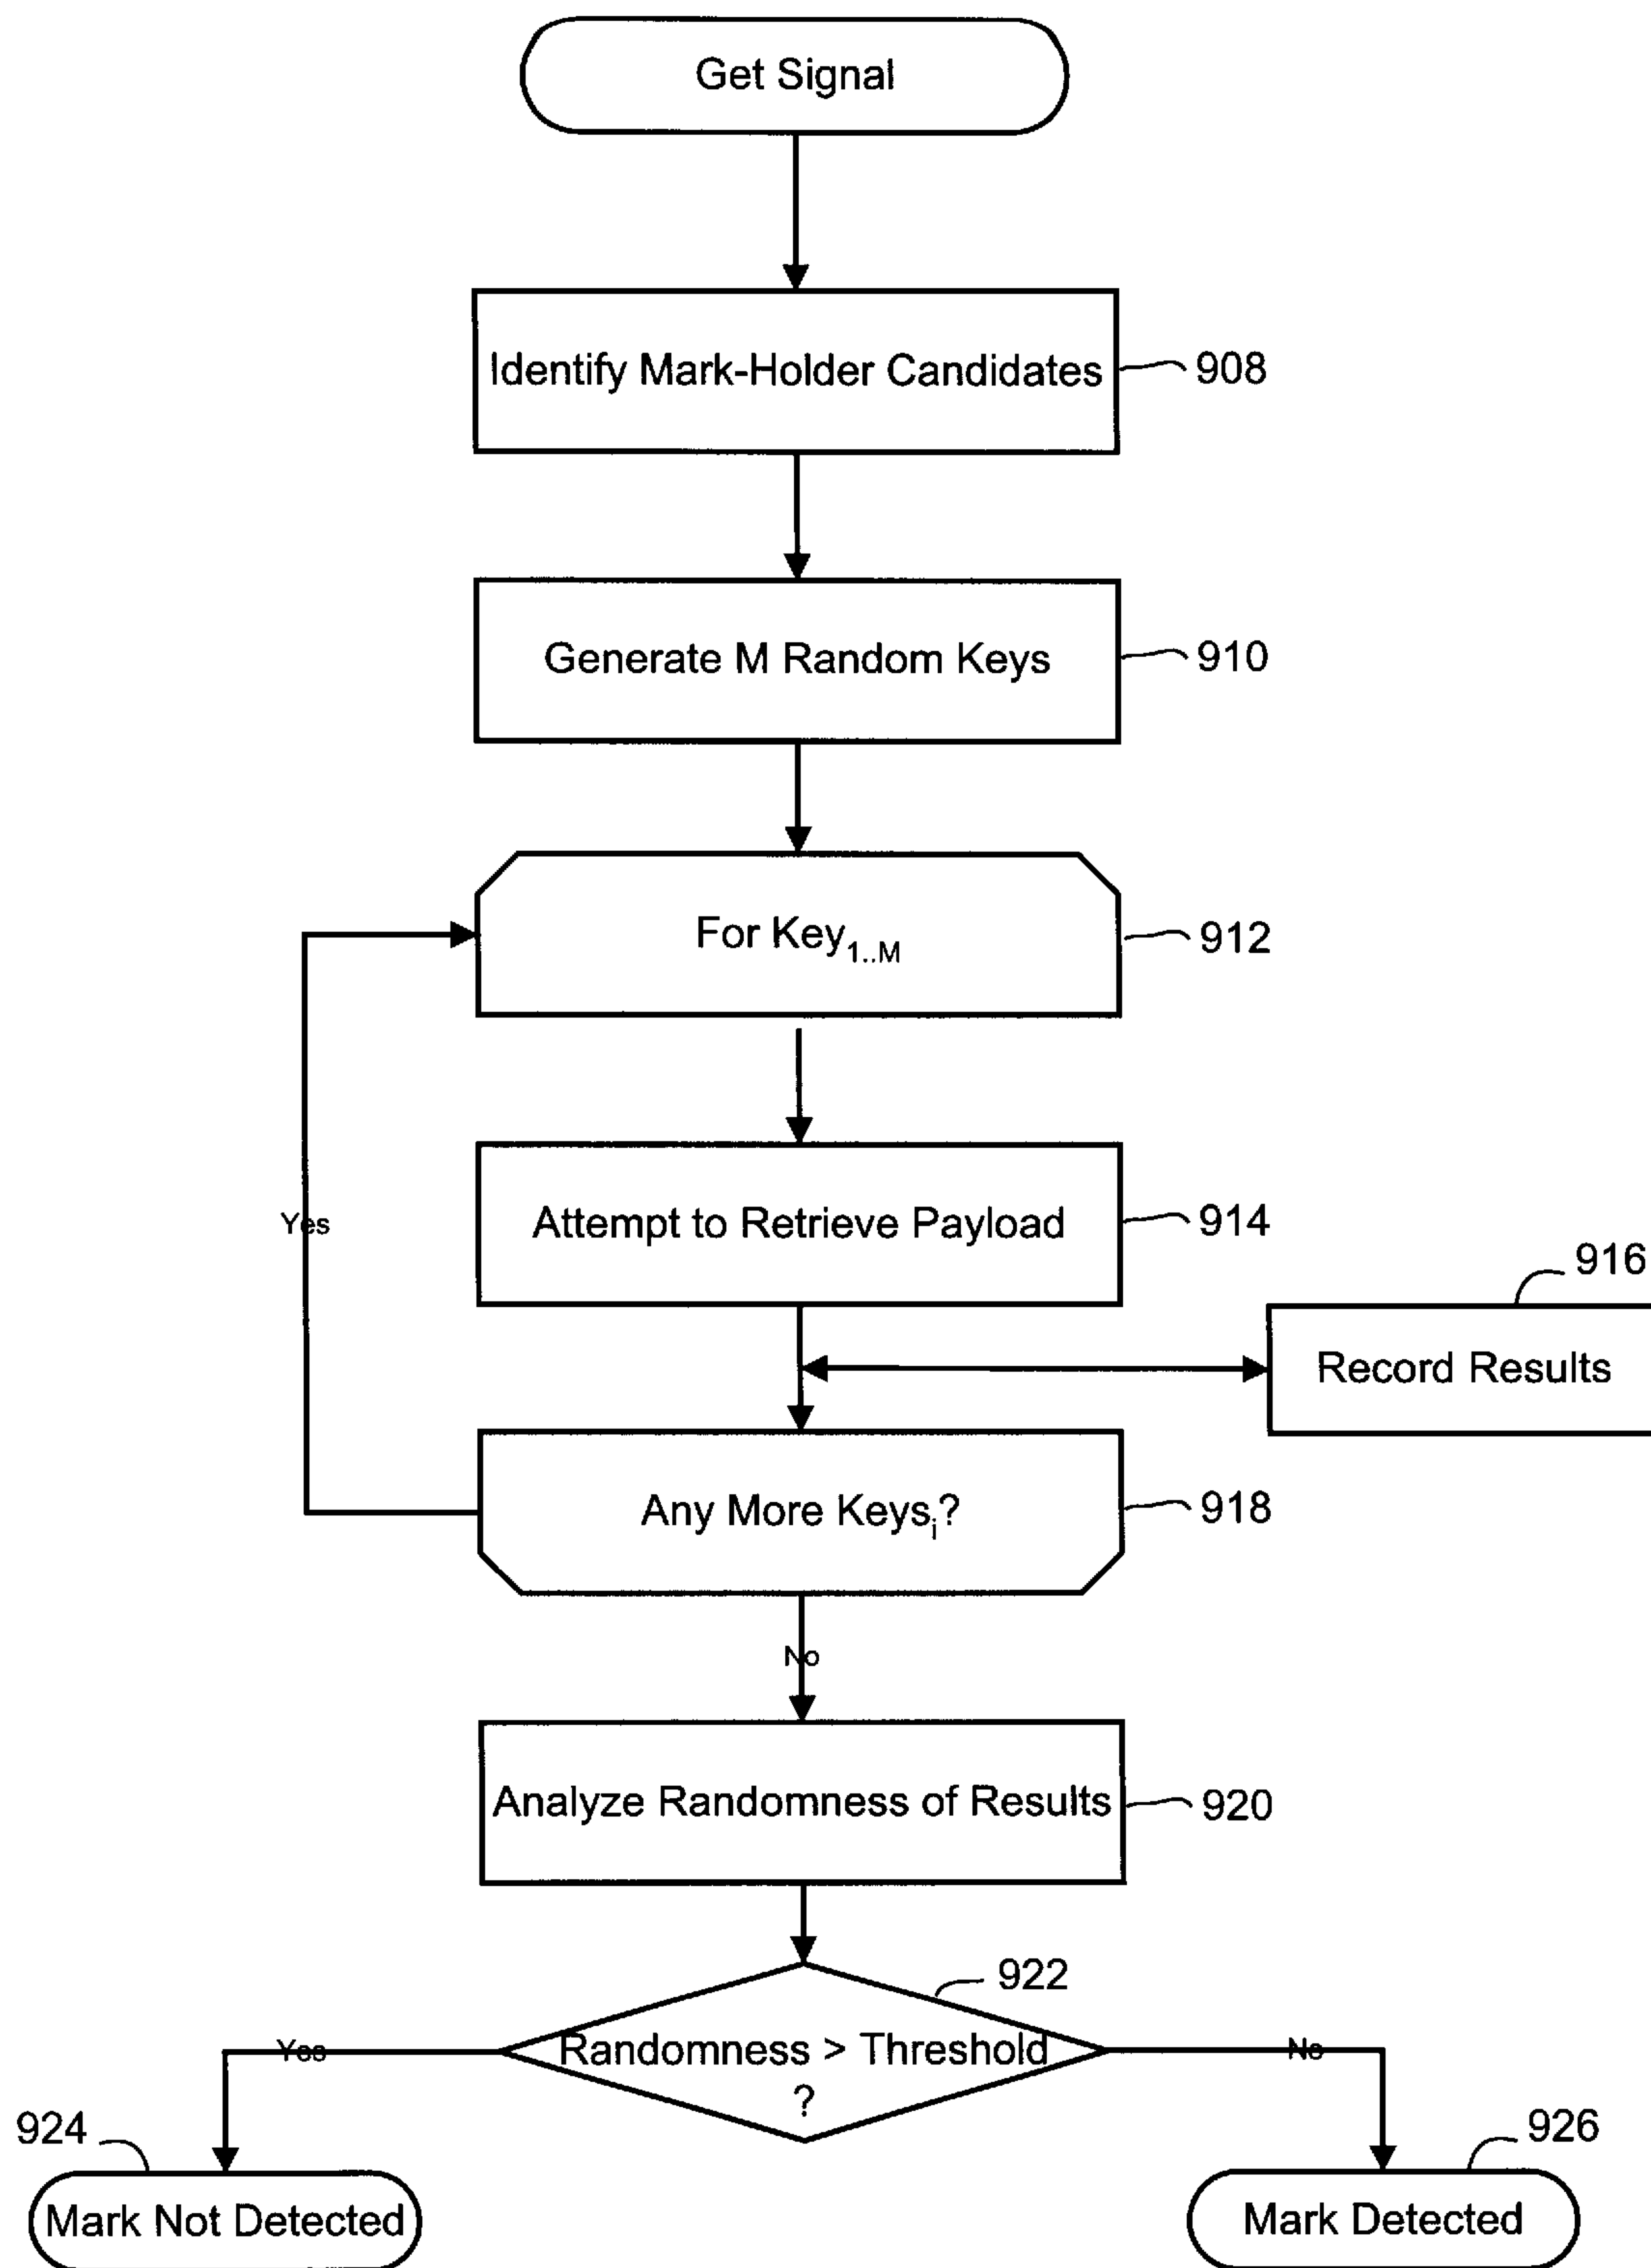 Get Signal
Identify Mark-Holder Candidates
908
Generate M Random Keys
910
For Key1..M
912
Yes
Attempt to Retrieve Payload
914
916
Record Results
Any More Keysi?
918
No
Analyze Randomness of Results
920
922
Yes
Randomness > Threshold
No
?
924
926
Mark Not Detected
Mark Detected